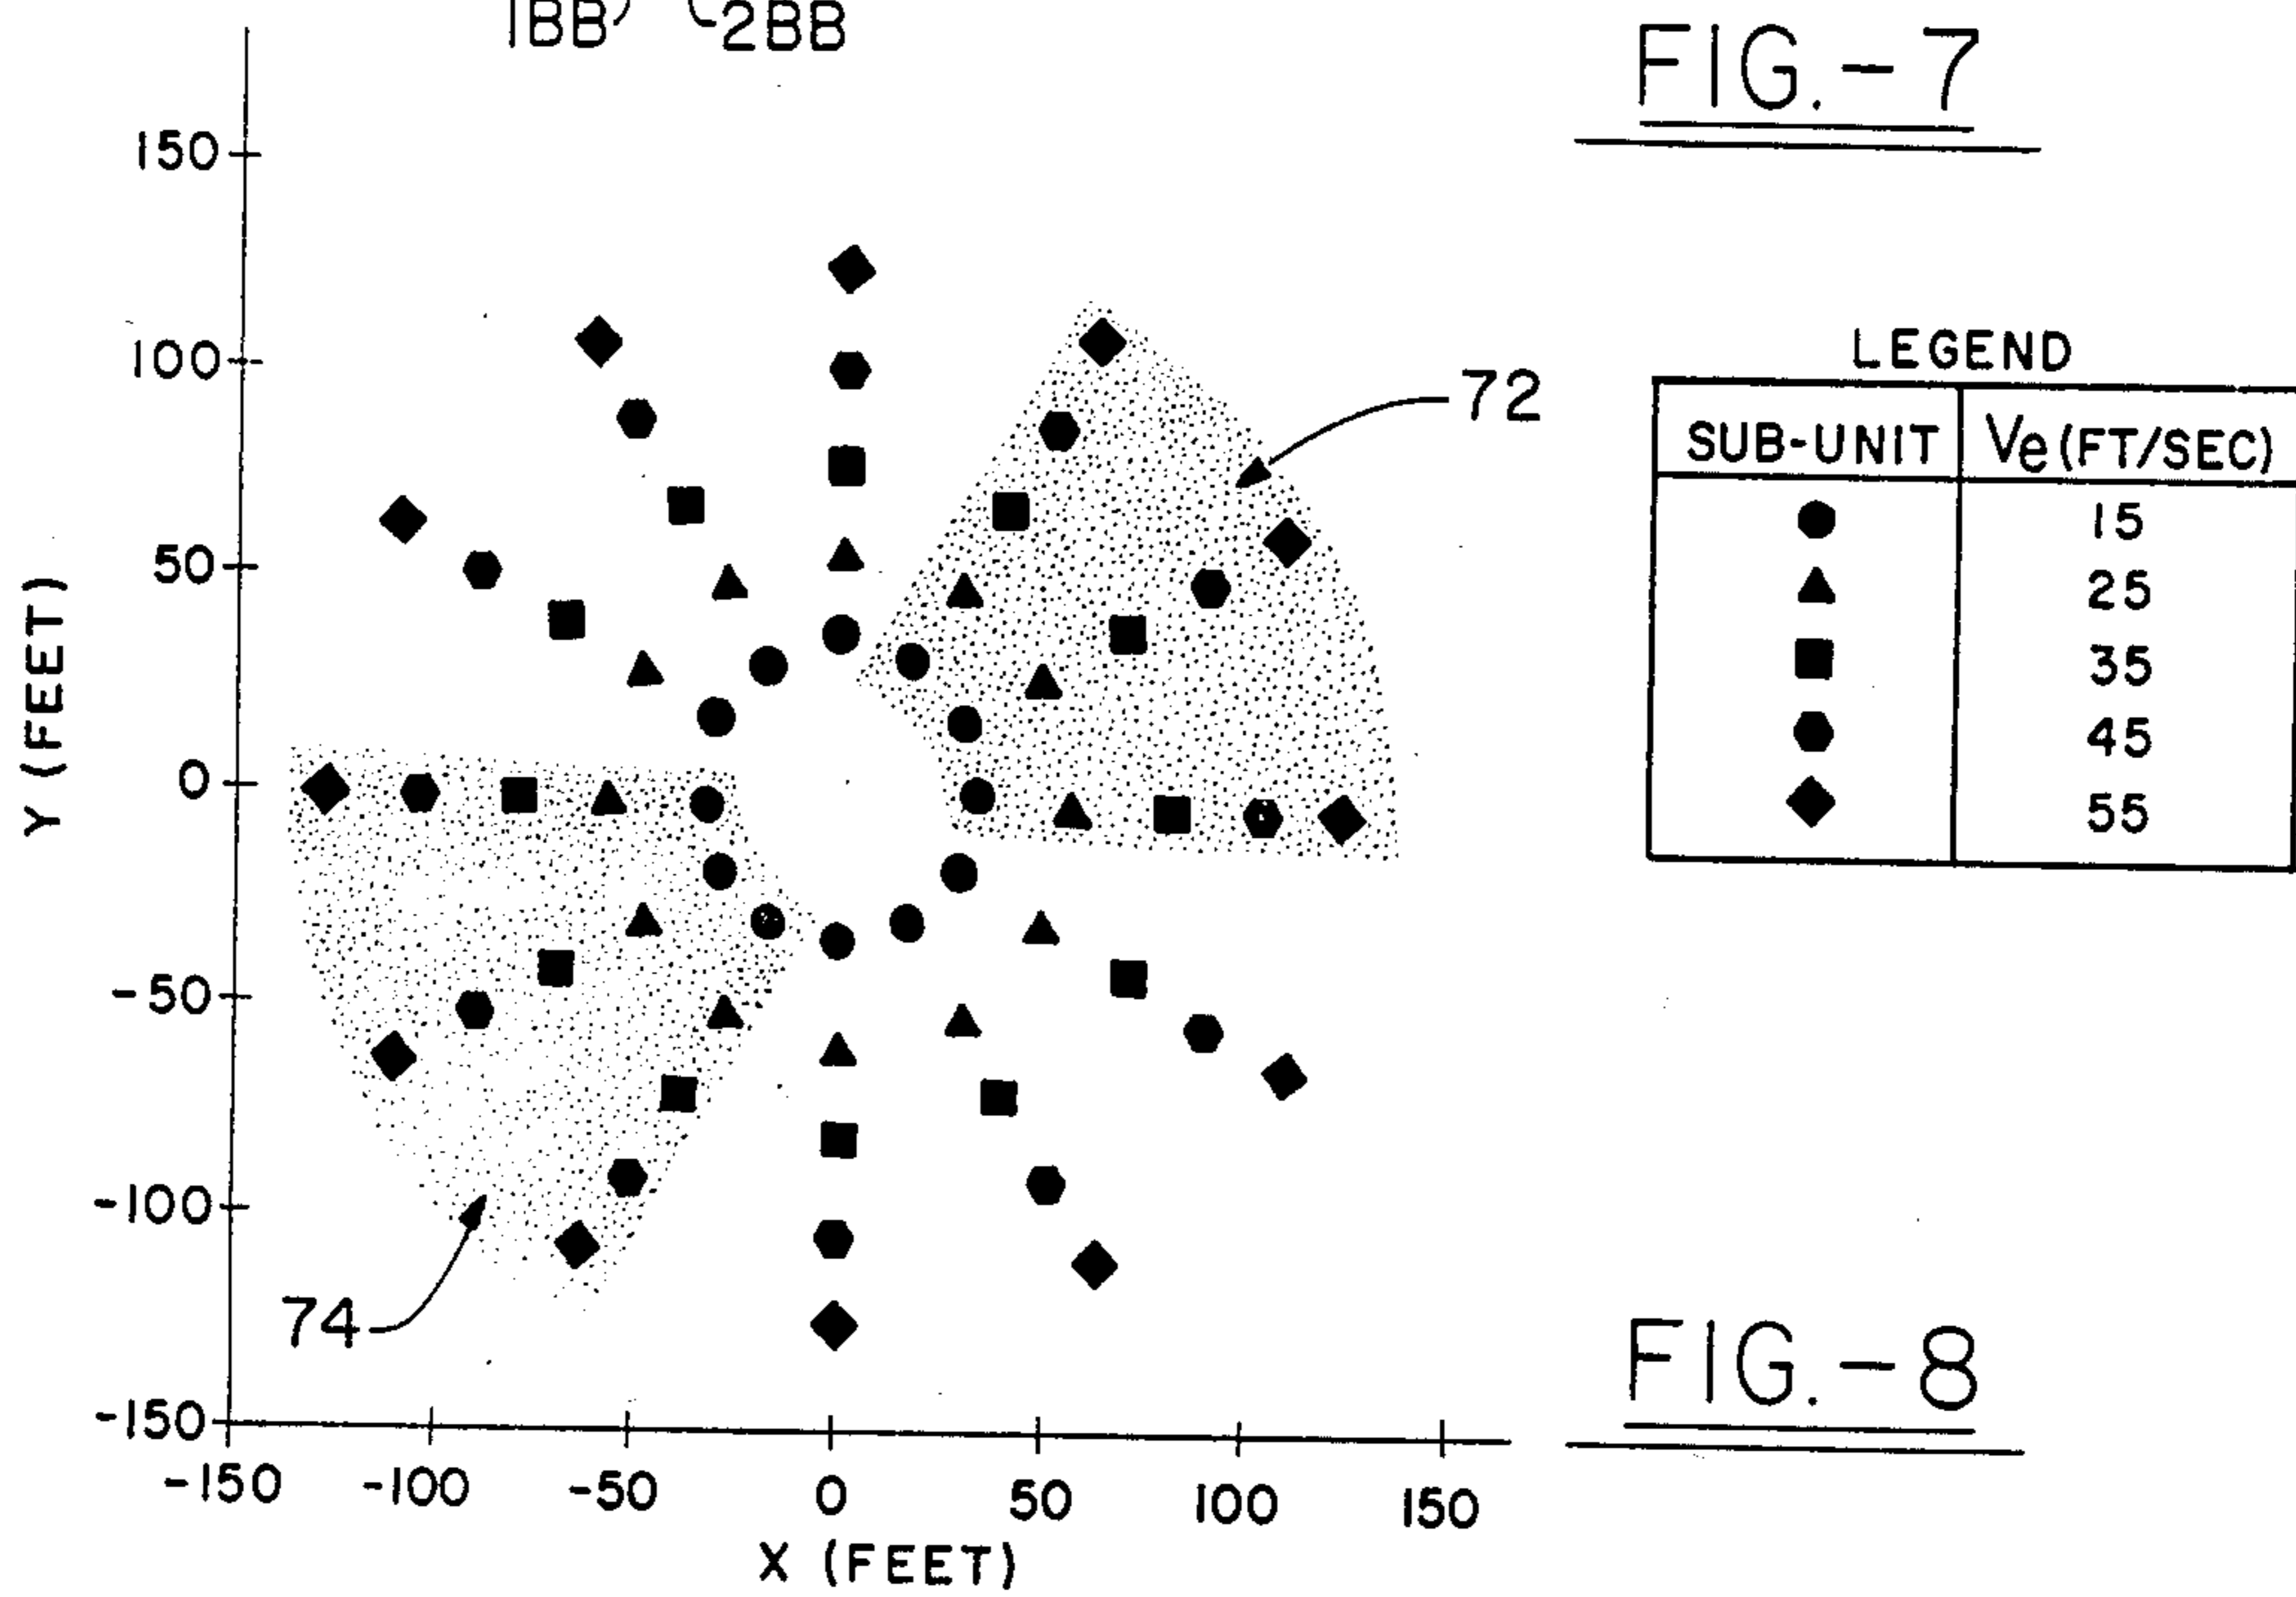 1BB 2BB
FIG.-7
150
100
50
0
-50
-100
-150
Y (FEET)
-150 -100 -50 0 50 100 150
X (FEET)
72
74
LEGEND
SUB-UNIT Ve (FT/SEC)
15
25
35
45
55
FIG.-8